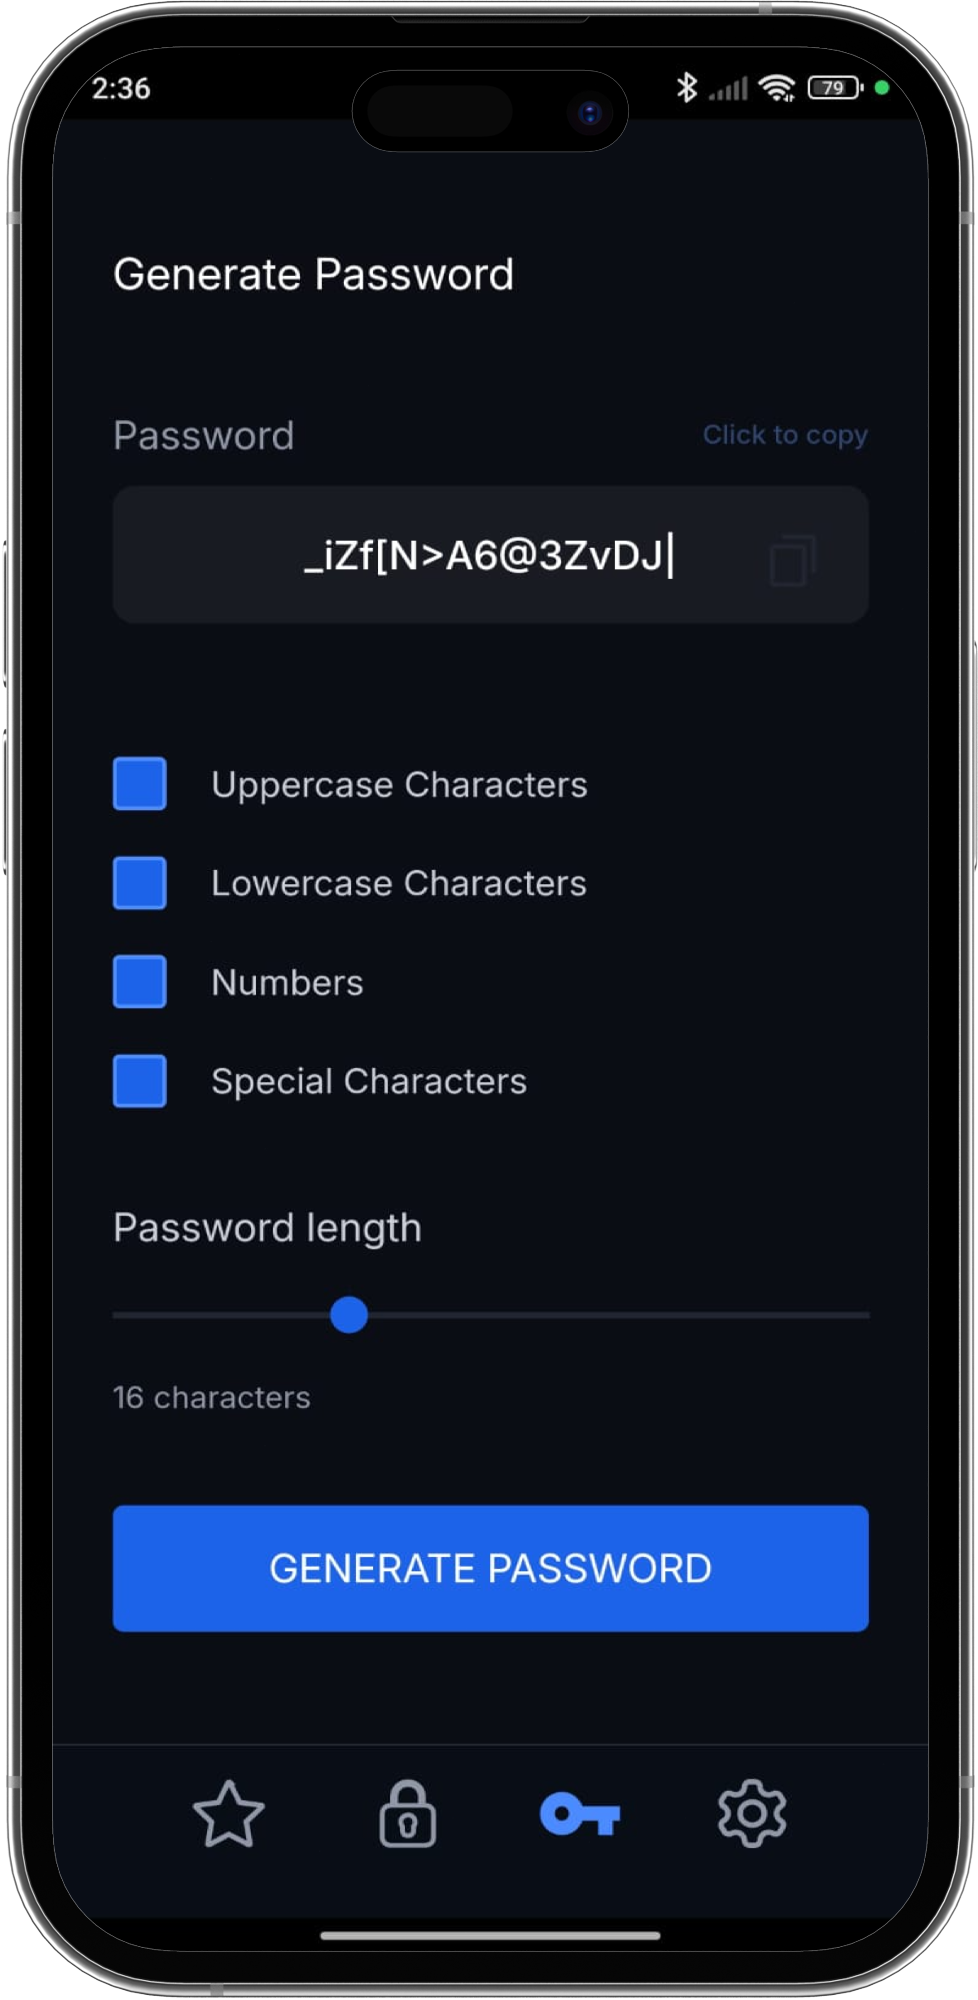 2:36
79
Generate Password
Password
Click to copy
_iZf[N>A6@3ZvDJ|
Uppercase Characters
Lowercase Characters
Numbers
Special Characters
Password length
16 characters
GENERATE PASSWORD